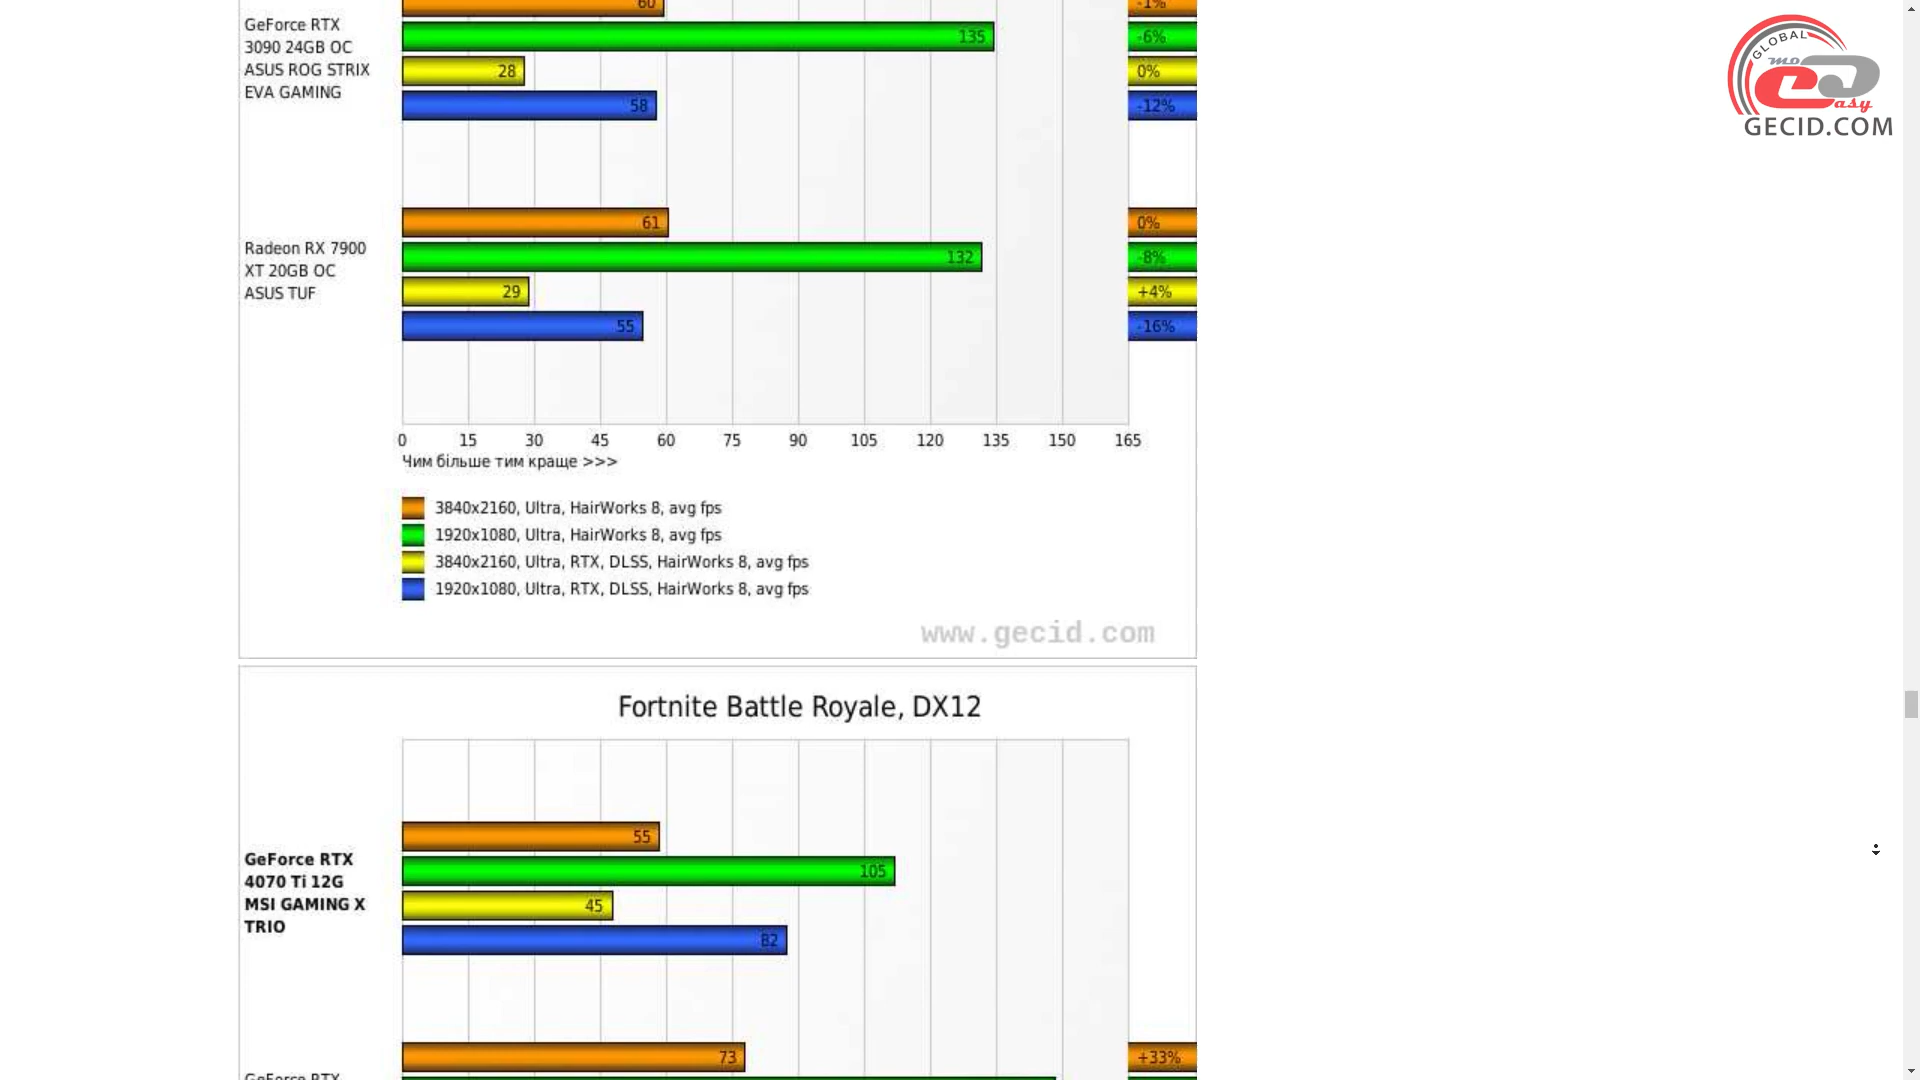 60
-1%
GeForce RTX
3090 24GB OC
ASUS ROG STRIX
EVA GAMING
135
-6%
28
0%
58
-12%
61
0%
Radeon RX 7900
XT 20GB OC
ASUS TUF
132
-8%
29
+4%
55
-16%
0 15 30 45 60 75 90 105 120 135 150 165
Чим більше тим краще >>>
3840x2160, Ultra, HairWorks 8, avg fps
1920x1080, Ultra, HairWorks 8, avg fps
3840x2160, Ultra, RTX, DLSS, HairWorks 8, avg fps
1920x1080, Ultra, RTX, DLSS, HairWorks 8, avg fps
www.gecid.com
Fortnite Battle Royale, DX12
GeForce RTX
4070 Ti 12G
MSI GAMING X
TRIO
55
105
45
82
73
+33%
GeForce RTX
GLOBAL
mo
easy
GECID.COM